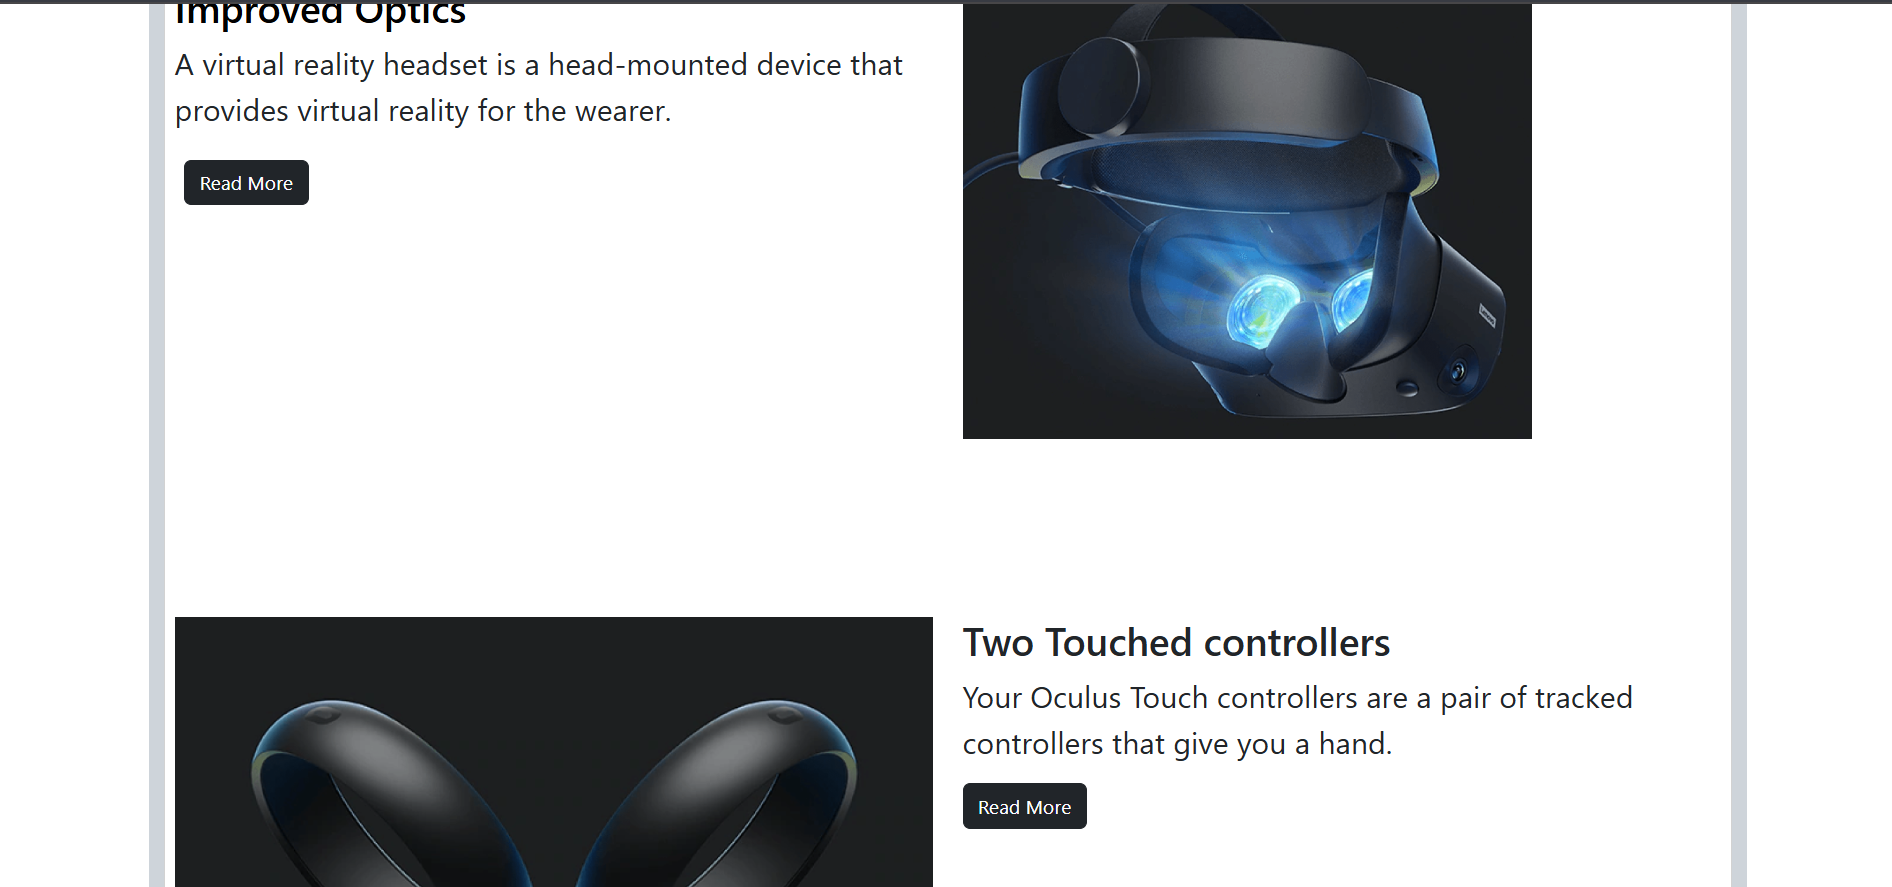 Improved Optics
A virtual reality headset is a head-mounted device that
provides virtual reality for the wearer.
Read More
Two Touched controllers
Your Oculus Touch controllers are a pair of tracked
controllers that give you a hand.
Read More